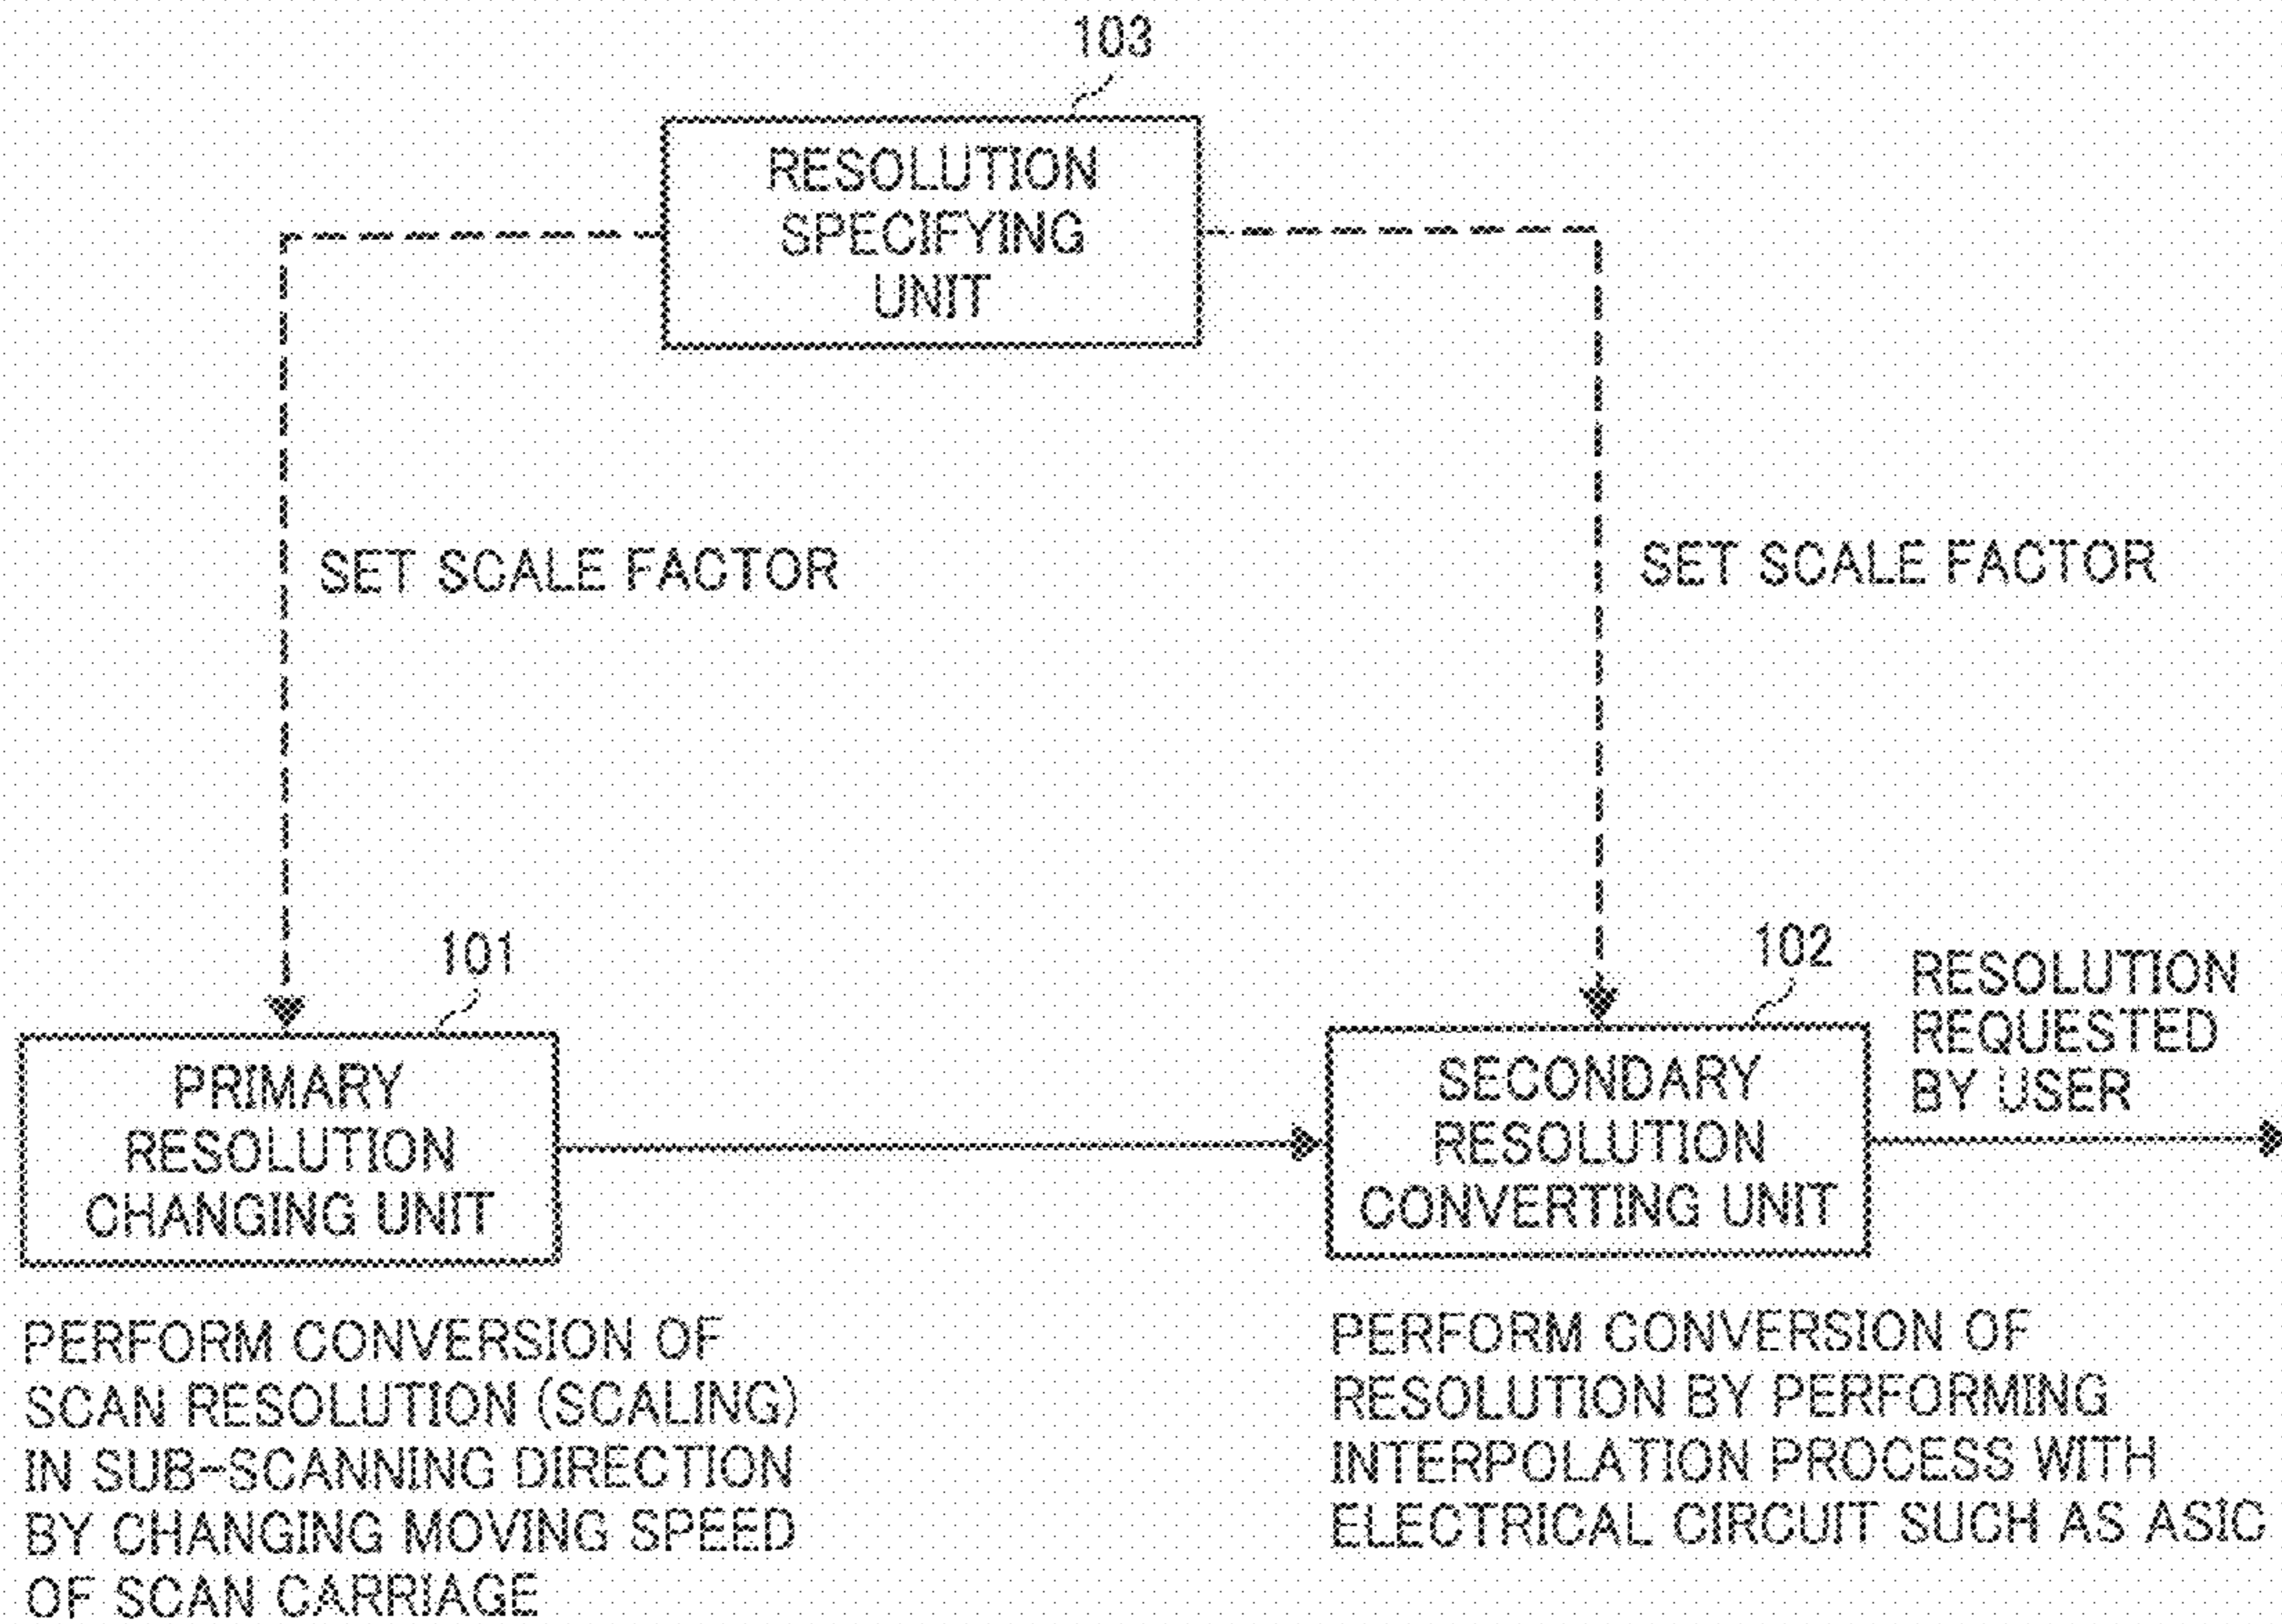 103
RESOLUTION
SPECIFYING
UNIT
SET SCALE FACTOR
SET SCALE FACTOR
101
PRIMARY
RESOLUTION
CHANGING UNIT
PERFORM CONVERSION OF
SCAN RESOLUTION (SCALING)
IN SUB-SCANNING DIRECTION
BY CHANGING MOVING SPEED
OF SCAN CARRIAGE
102
SECONDARY
RESOLUTION
CONVERTING UNIT
RESOLUTION
REQUESTED
BY USER
PERFORM CONVERSION OF
RESOLUTION BY PERFORMING
INTERPOLATION PROCESS WITH
ELECTRICAL CIRCUIT SUCH AS ASIC